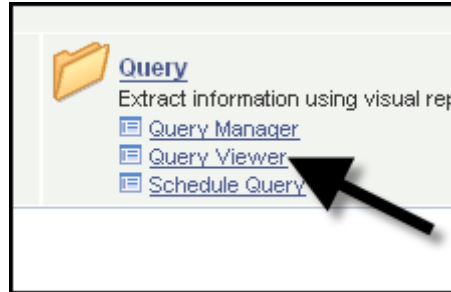 Query
Extract information using visual rep
Query Manager
Query Viewer
Schedule Query